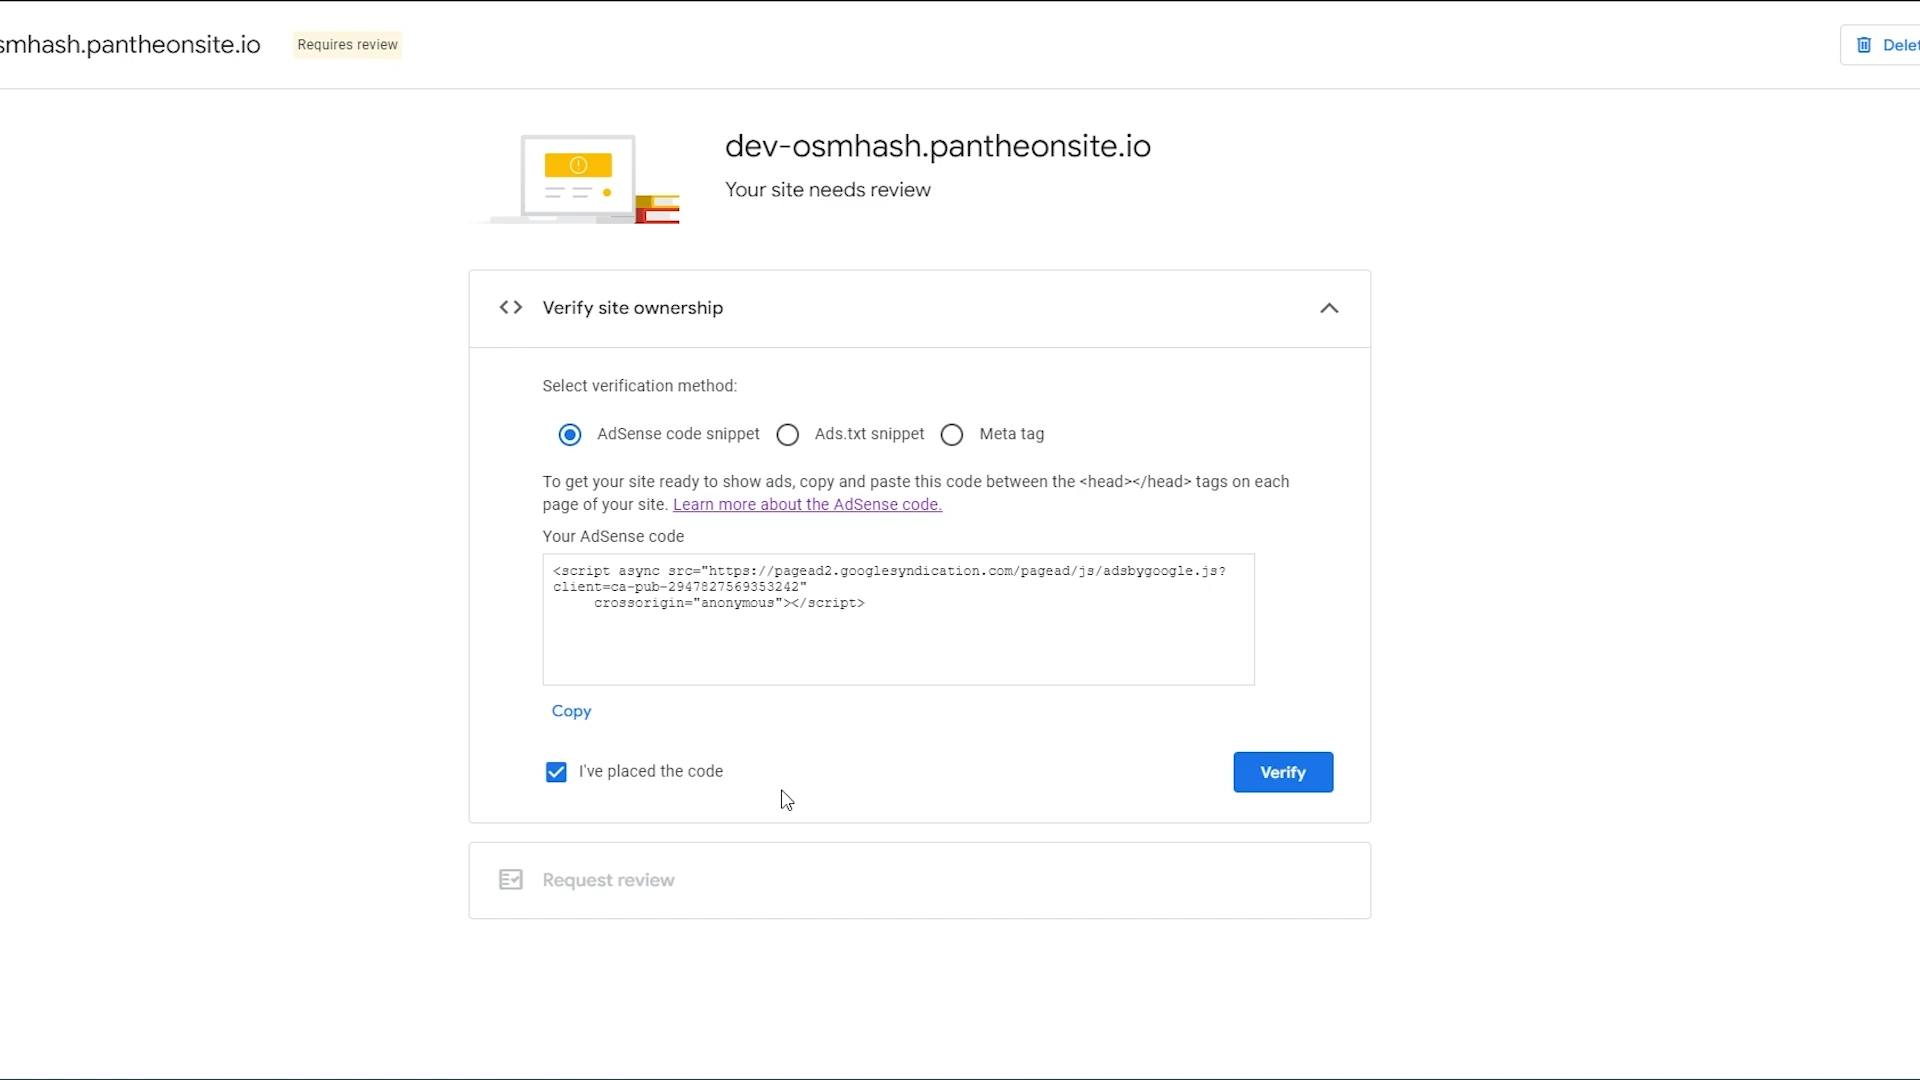 smhash.pantheonsite.io
Requires review
Delet
dev-osmhash.pantheonsite.io
Your site needs review
Verify site ownership
Select verification method:
AdSense code snippet
Ads.txt snippet
Meta tag
To get your site ready to show ads, copy and paste this code between the <head></head> tags on each
page of your site. Learn more about the AdSense code.
Your AdSense code
<script async src="https://pagead2.googlesyndication.com/pagead/js/adsbygoogle.js?
client=ca-pub-2947827569353242"
crossorigin="anonymous"></script>
Copy
I've placed the code
Verify
Request review